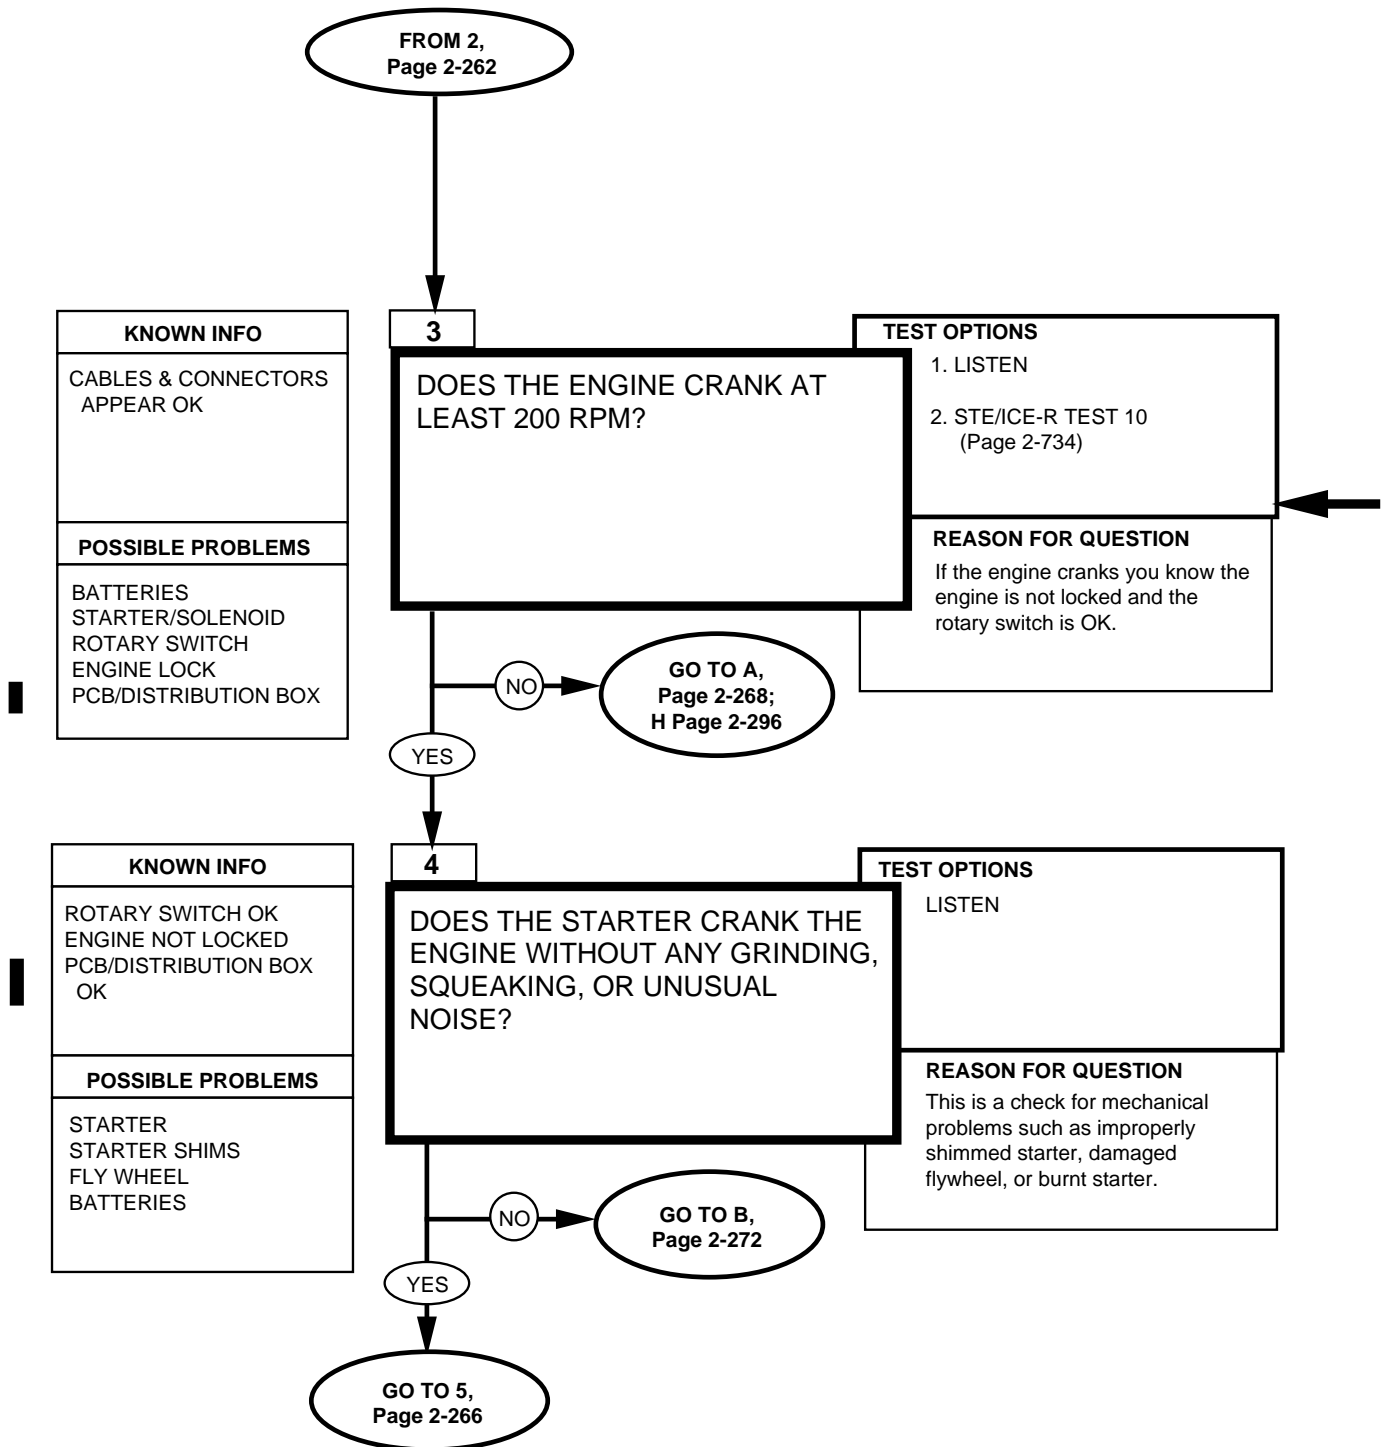 FROM 2,
Page 2-262
KNOWN INFO
CABLES & CONNECTORS
APPEAR OK
POSSIBLE PROBLEMS
BATTERIES
STARTER/SOLENOID
ROTARY SWITCH
ENGINE LOCK
PCB/DISTRIBUTION BOX
3
DOES THE ENGINE CRANK AT
LEAST 200 RPM?
TEST OPTIONS
1. LISTEN
2. STE/ICE-R TEST 10
(Page 2-734)
REASON FOR QUESTION
If the engine cranks you know the
engine is not locked and the
rotary switch is OK.
NO
GO TO A,
Page 2-268;
H Page 2-296
YES
KNOWN INFO
ROTARY SWITCH OK
ENGINE NOT LOCKED
PCB/DISTRIBUTION BOX
OK
POSSIBLE PROBLEMS
STARTER
STARTER SHIMS
FLY WHEEL
BATTERIES
4
DOES THE STARTER CRANK THE
ENGINE WITHOUT ANY GRINDING,
SQUEAKING, OR UNUSUAL
NOISE?
TEST OPTIONS
LISTEN
REASON FOR QUESTION
This is a check for mechanical
problems such as improperly
shimmed starter, damaged
flywheel, or burnt starter.
NO
GO TO B,
Page 2-272
YES
GO TO 5,
Page 2-266